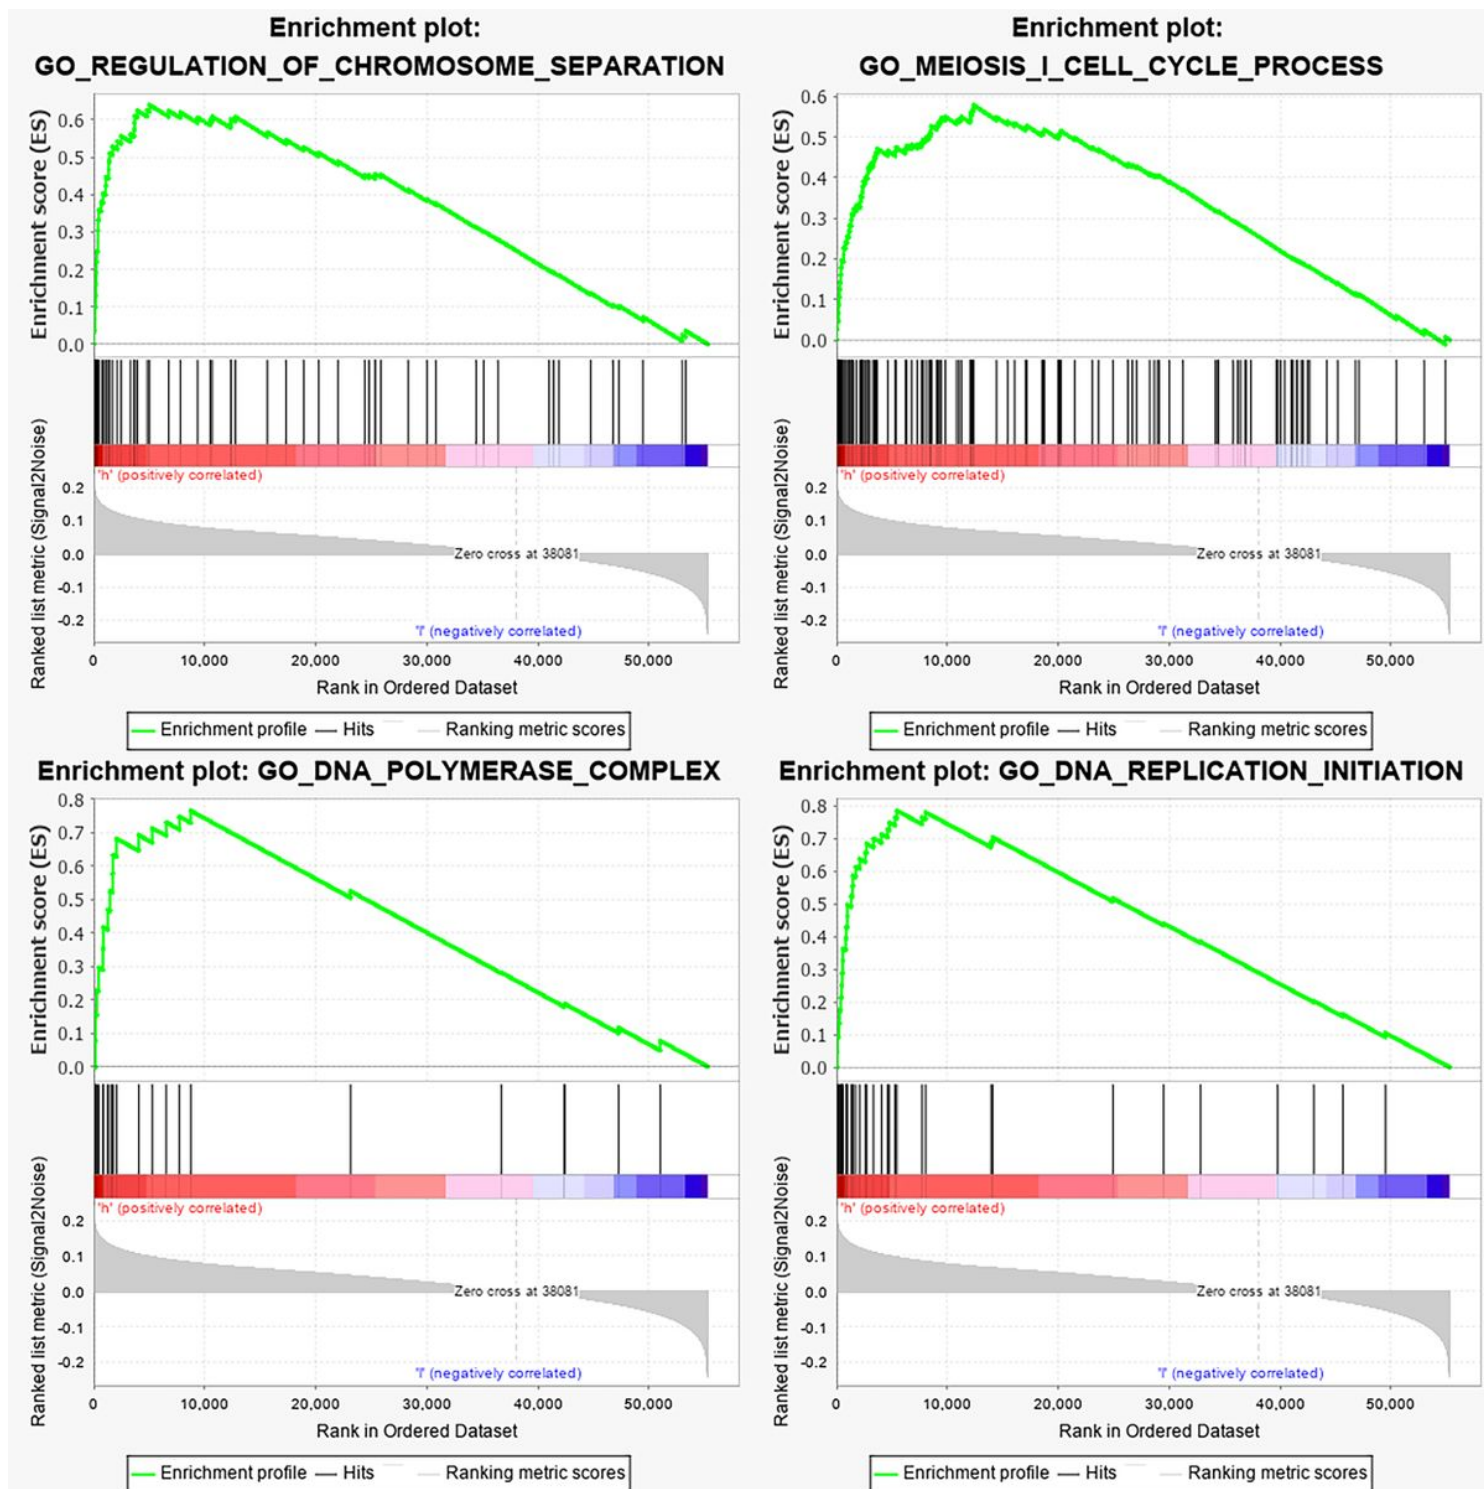 Enrichment plot:
GO_REGULATION_OF_CHROMOSOME_SEPARATION
Enrichment score (ES)
0.6
0.5
0.4
0.3
0.2
0.1
0.0
Ranked list metric (Signal2Noise)
'h' (positively correlated)
0.2
0.1
0.0
-0.1
-0.2
Zero cross at 38081
'l' (negatively correlated)
0 10,000 20,000 30,000 40,000 50,000
Rank in Ordered Dataset
Enrichment profile Hits Ranking metric scores
Enrichment plot:
GO_MEIOSIS_I_CELL_CYCLE_PROCESS
Enrichment score (ES)
0.6
0.5
0.4
0.3
0.2
0.1
0.0
Ranked list metric (Signal2Noise)
'h' (positively correlated)
0.2
0.1
0.0
-0.1
-0.2
Zero cross at 38081
'l' (negatively correlated)
0 10,000 20,000 30,000 40,000 50,000
Rank in Ordered Dataset
Enrichment profile Hits Ranking metric scores
Enrichment plot: GO_DNA_POLYMERASE_COMPLEX
Enrichment score (ES)
0.8
0.7
0.6
0.5
0.4
0.3
0.2
0.1
0.0
Ranked list metric (Signal2Noise)
'h' (positively correlated)
0.2
0.1
0.0
-0.1
-0.2
Zero cross at 38081
'l' (negatively correlated)
0 10,000 20,000 30,000 40,000 50,000
Rank in Ordered Dataset
Enrichment profile Hits Ranking metric scores
Enrichment plot: GO_DNA_REPLICATION_INITIATION
Enrichment score (ES)
0.8
0.7
0.6
0.5
0.4
0.3
0.2
0.1
0.0
Ranked list metric (Signal2Noise)
'h' (positively correlated)
0.2
0.1
0.0
-0.1
-0.2
Zero cross at 38081
'l' (negatively correlated)
0 10,000 20,000 30,000 40,000 50,000
Rank in Ordered Dataset
Enrichment profile Hits Ranking metric scores